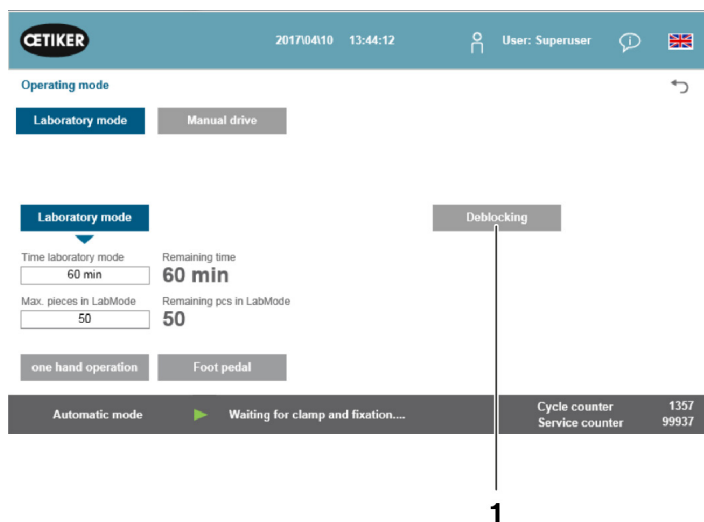 ŒTIKER 2017\04\10 13:44:12 User: Superuser i
Operating mode
Laboratory mode Manual drive
Laboratory mode Deblocking
Time laboratory mode Remaining time
60 min 60 min
Max. pieces in LabMode Remaining pcs in LabMode
50 50
one hand operation Foot pedal
Automatic mode Waiting for clamp and fixation.... Cycle counter 1357
Service counter 99937
1